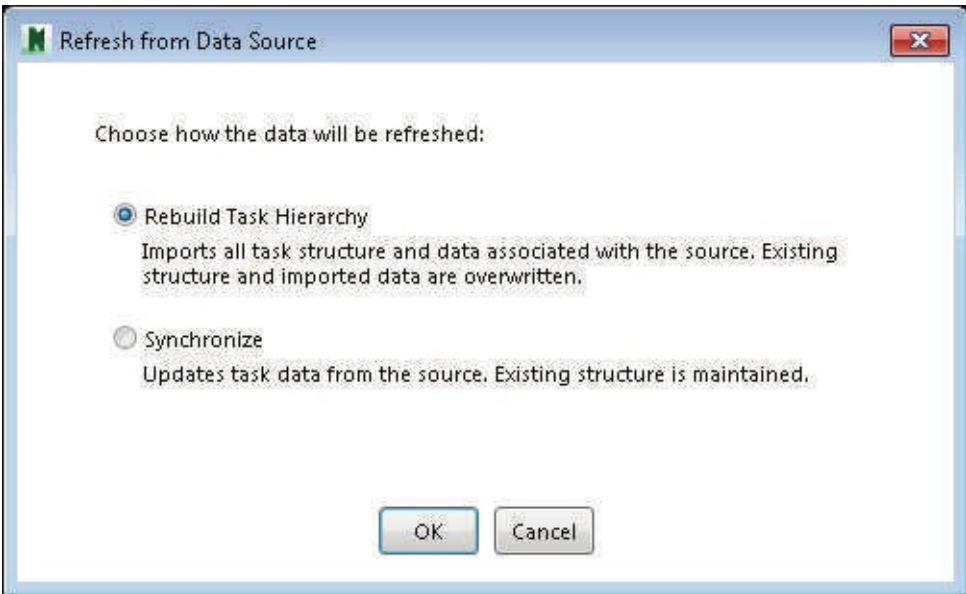 Refresh from Data Source
Choose how the data will be refreshed:
Rebuild Task Hierarchy
Imports all task structure and data associated with the source. Existing
structure and imported data are overwritten.
Synchronize
Updates task data from the source. Existing structure is maintained.
OK
Cancel